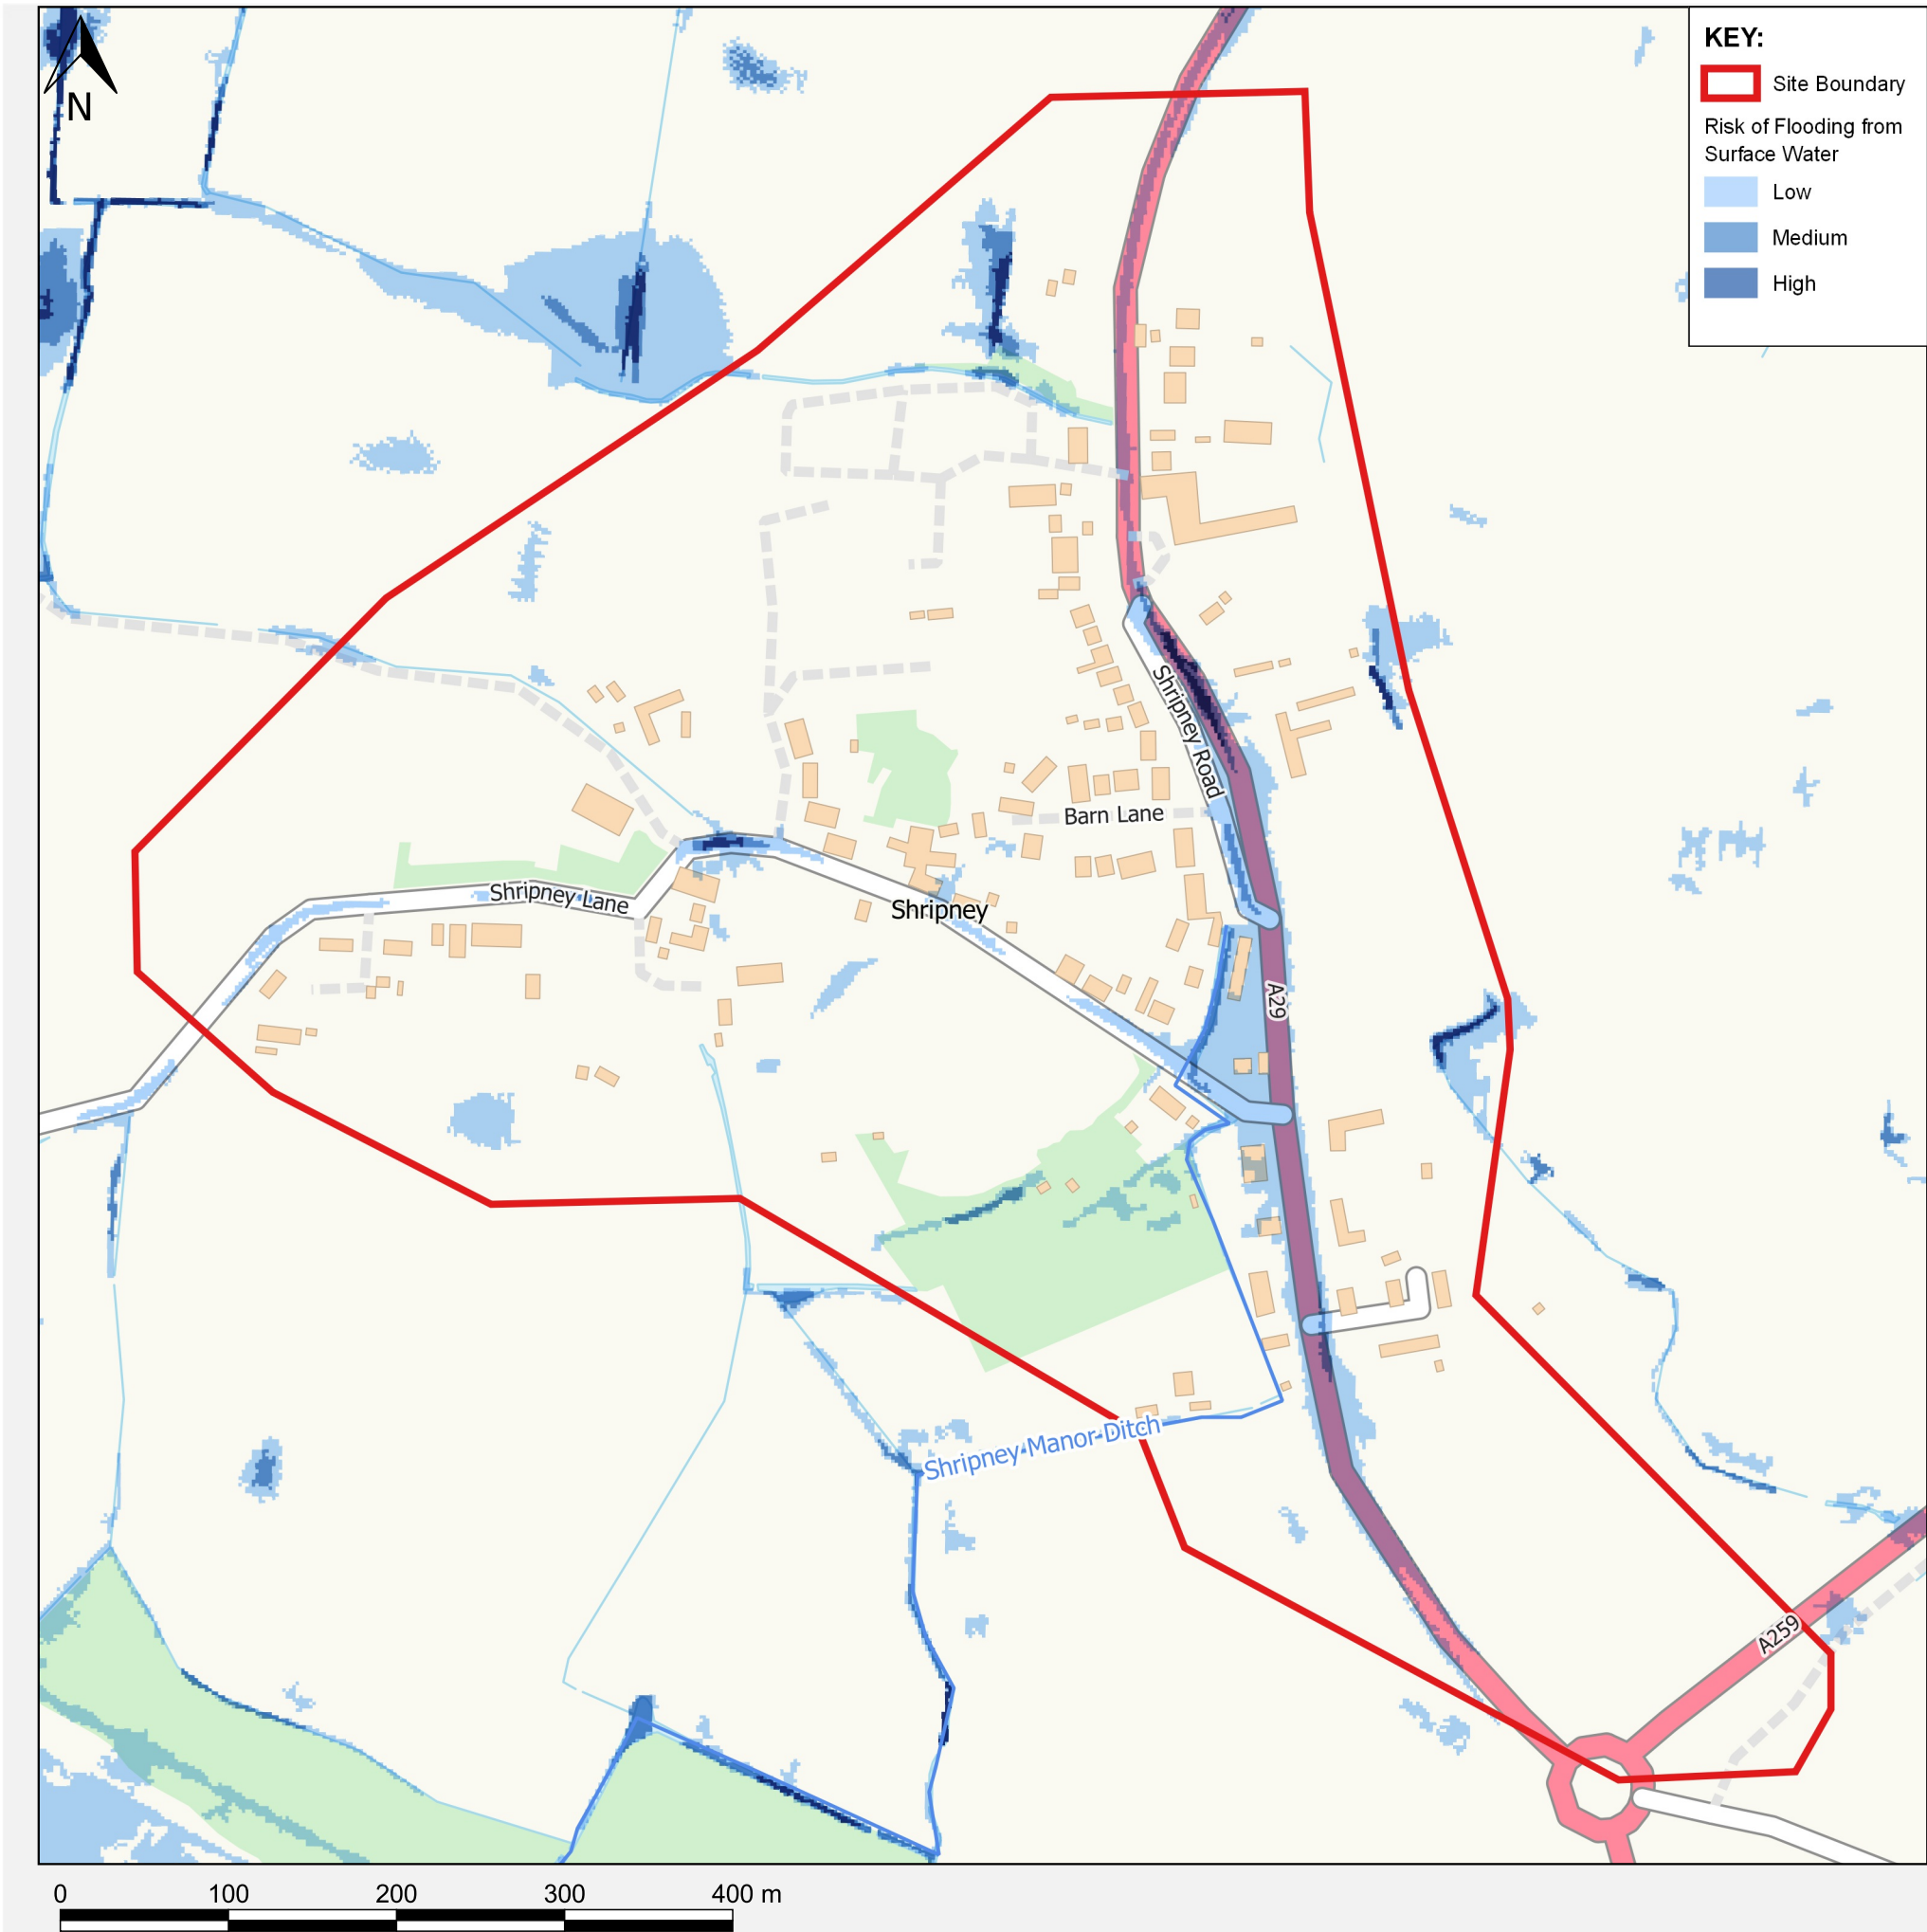 N
KEY:
Site Boundary
Risk of Flooding from
Surface Water
Low
Medium
High
Shripney Road
Barn Lane
Shripney Lane
Shripney
A29
Shripney Manor Ditch
A259
0 100 200 300 400 m